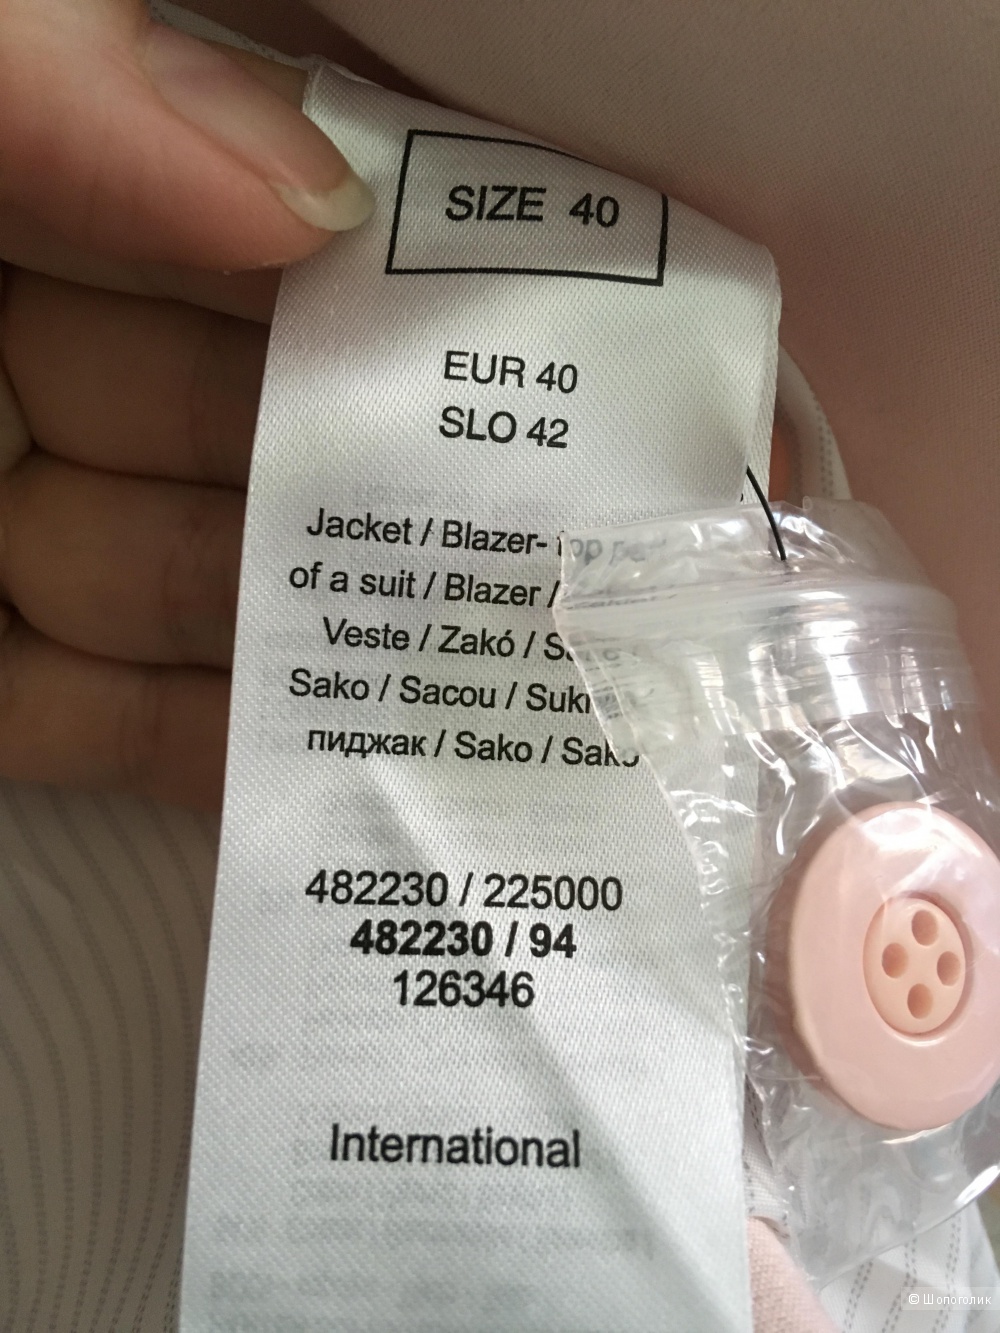 SIZE 40
EUR 40
SLO 42
Jacket / Blazer- top
of a suit / Blazer /
Veste / Zakó /
Sako / Sacou /
пиджак / Sako / Sako
482230 / 225000
482230 / 94
126346
International
© Шопоголик